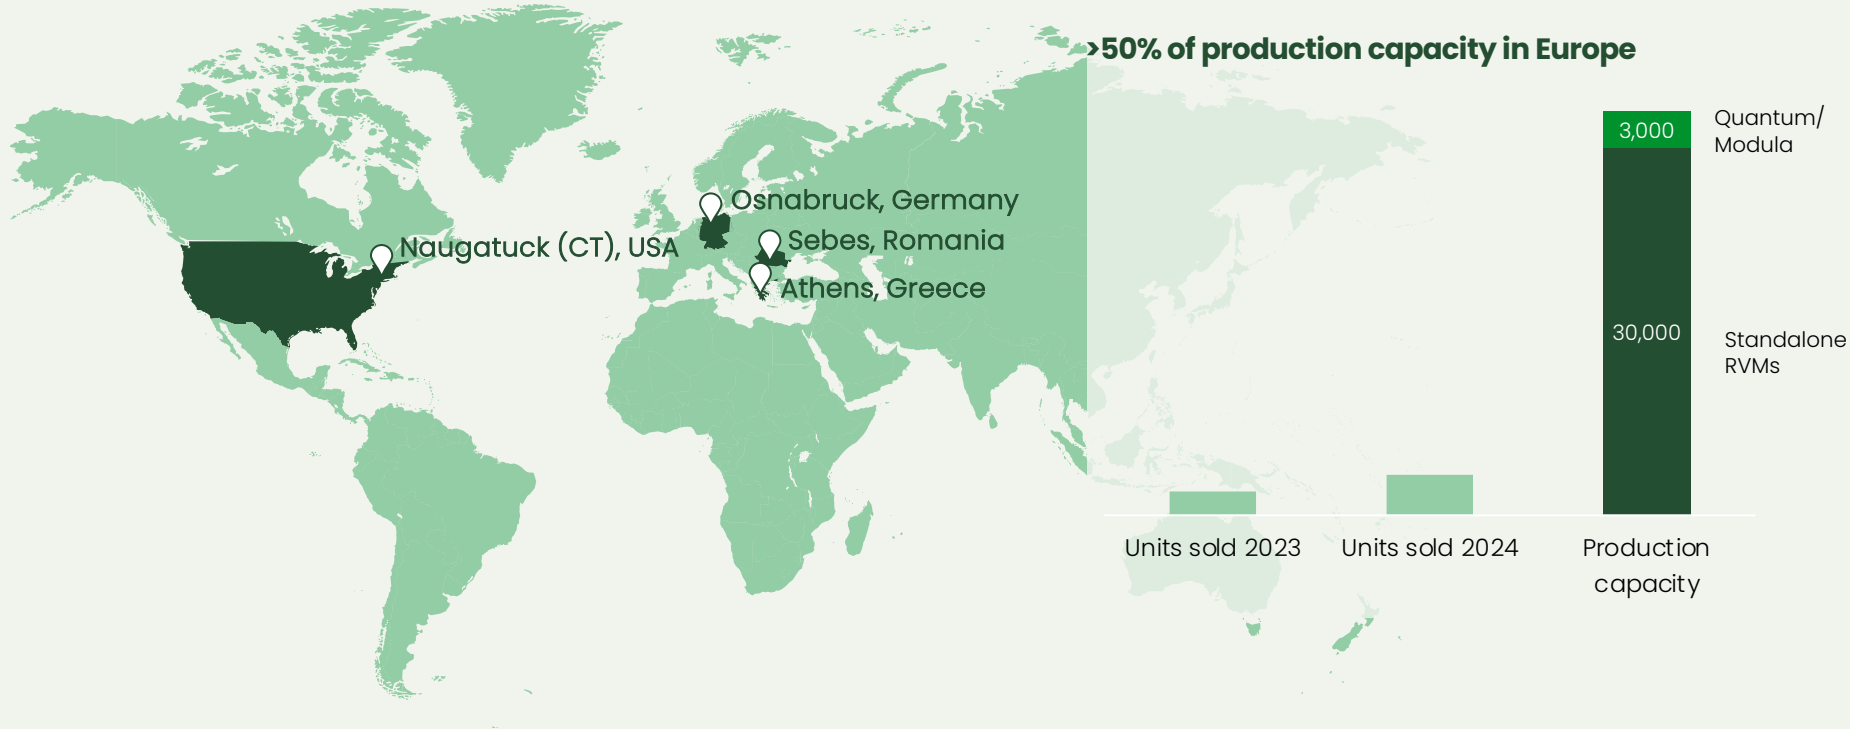 >50% of production capacity in Europe
Osnabruck, Germany
Sebes, Romania
Naugatuck (CT), USA
Athens, Greece
3,000
Quantum/
Modula
30,000
Standalone
RVMs
Units sold 2023
Units sold 2024
Production
capacity